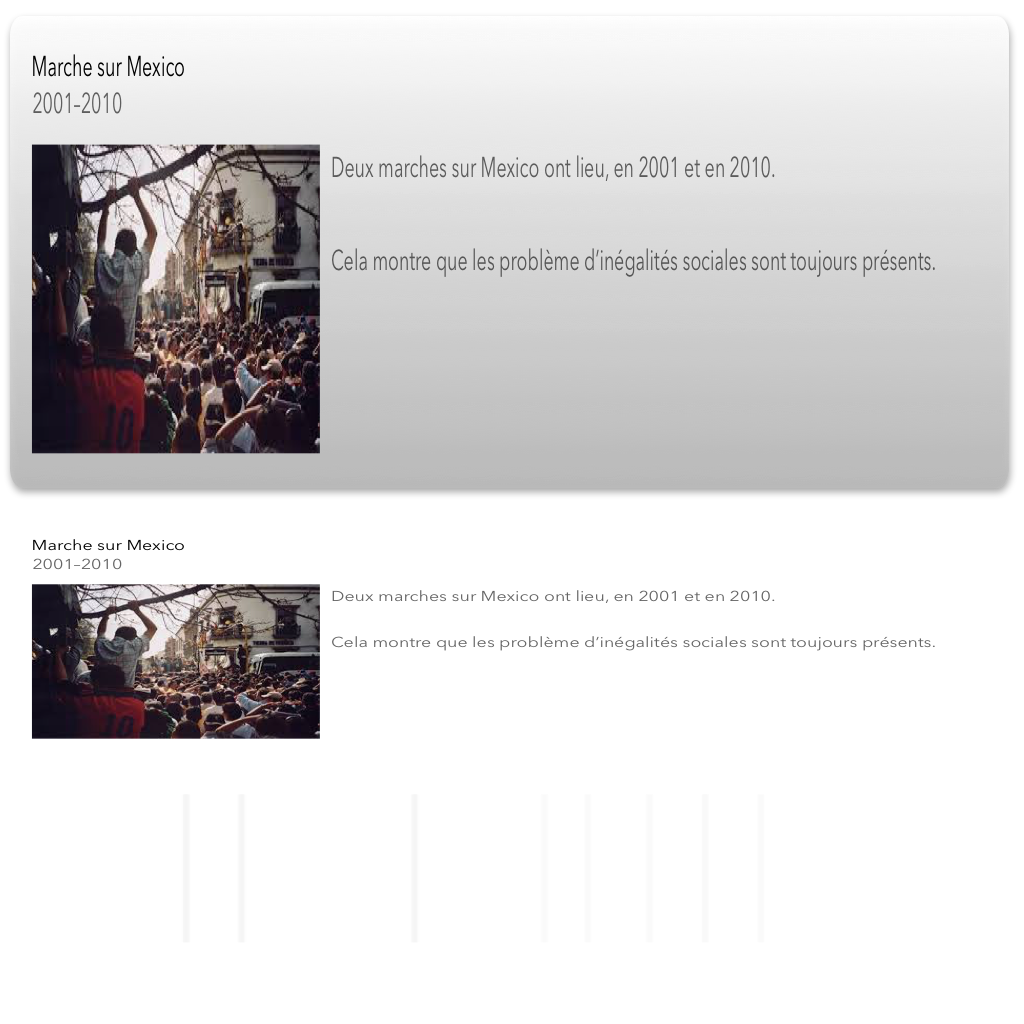 Marche sur Mexico
2001–2010
Deux marches sur Mexico ont lieu, en 2001 et en 2010.
Cela montre que les problème d’inégalités sociales sont toujours présents.
10
Marche sur Mexico
2001–2010
Deux marches sur Mexico ont lieu, en 2001 et en 2010.
Cela montre que les problème d’inégalités sociales sont toujours présents.
10